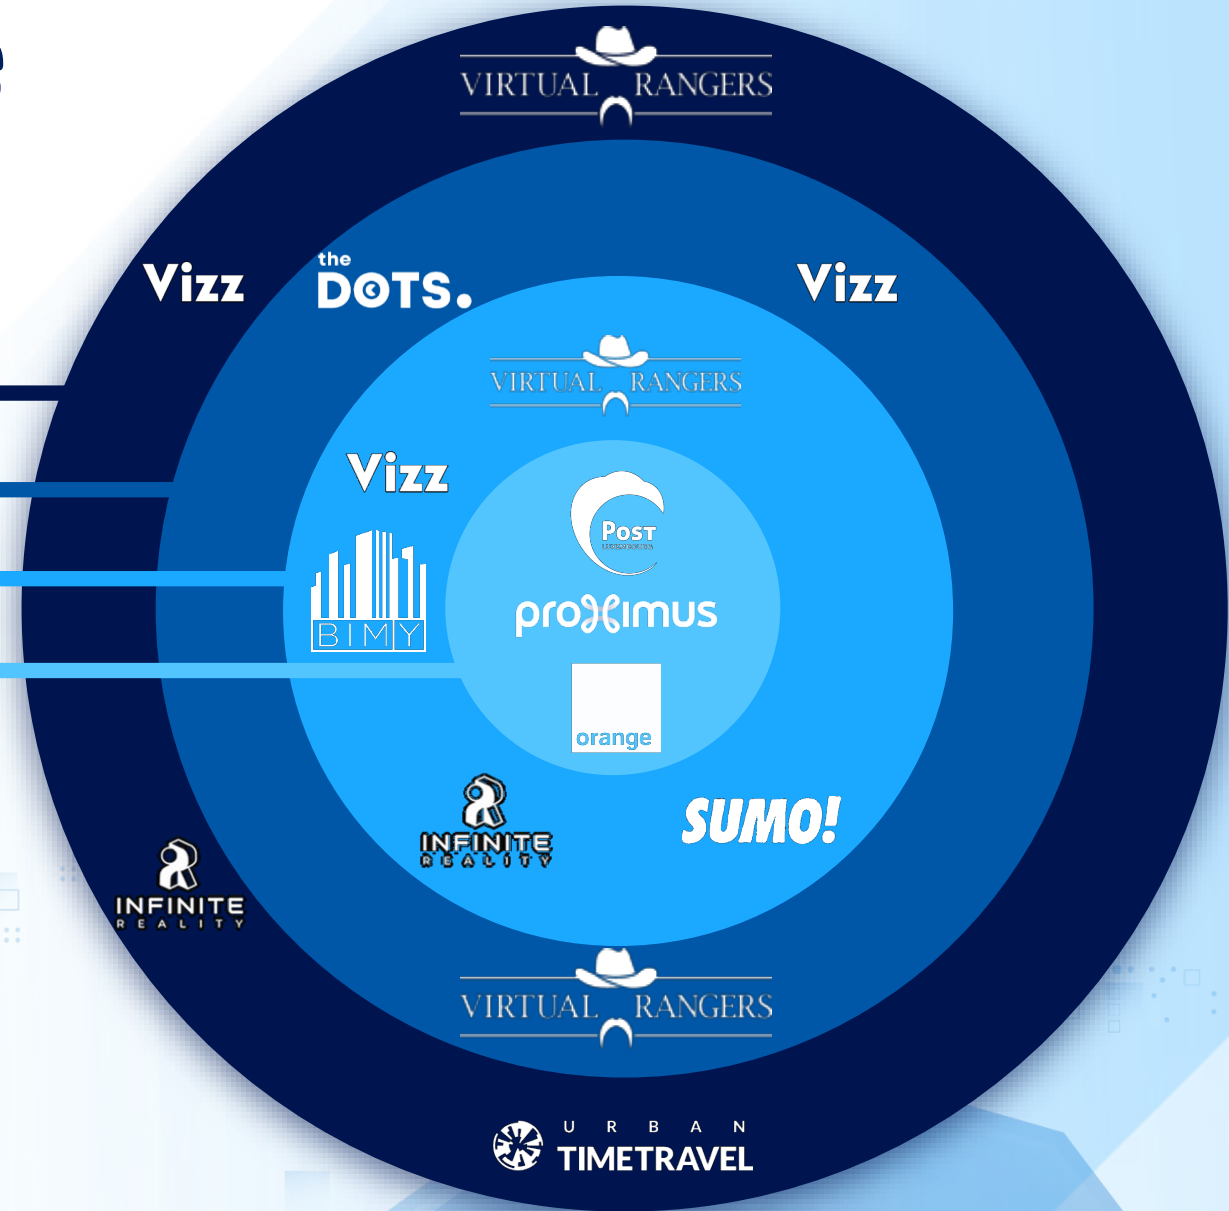 VIRTUAL RANGERS
Vizz
the
DOTS.
Vizz
VIRTUAL RANGERS
Vizz
POST
BIMY
proximus
orange
INFINITE
REALITY
SUMO!
INFINITE
REALITY
VIRTUAL RANGERS
URBAN
TIMETRAVEL